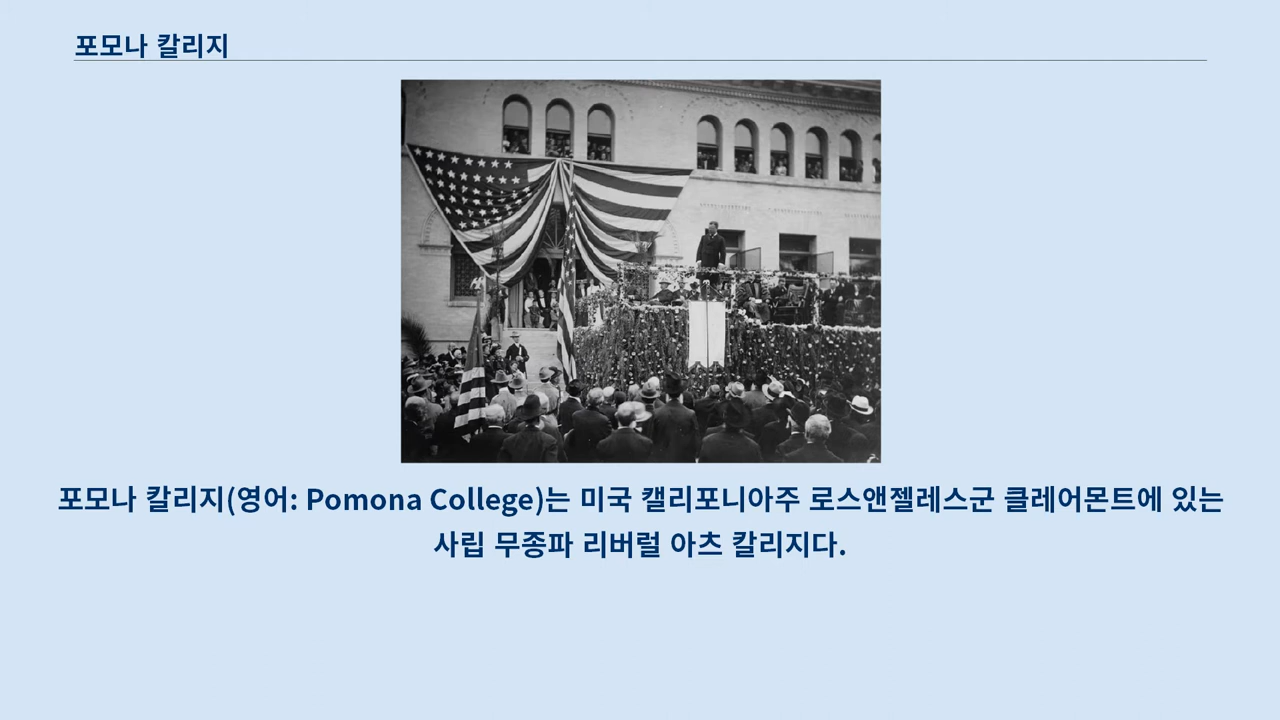 포모나 칼리지
포모나 칼리지(영어: Pomona College)는 미국 캘리포니아주 로스앤젤레스군 클레어몬트에 있는
사립 무종파 리버럴 아츠 칼리지다.